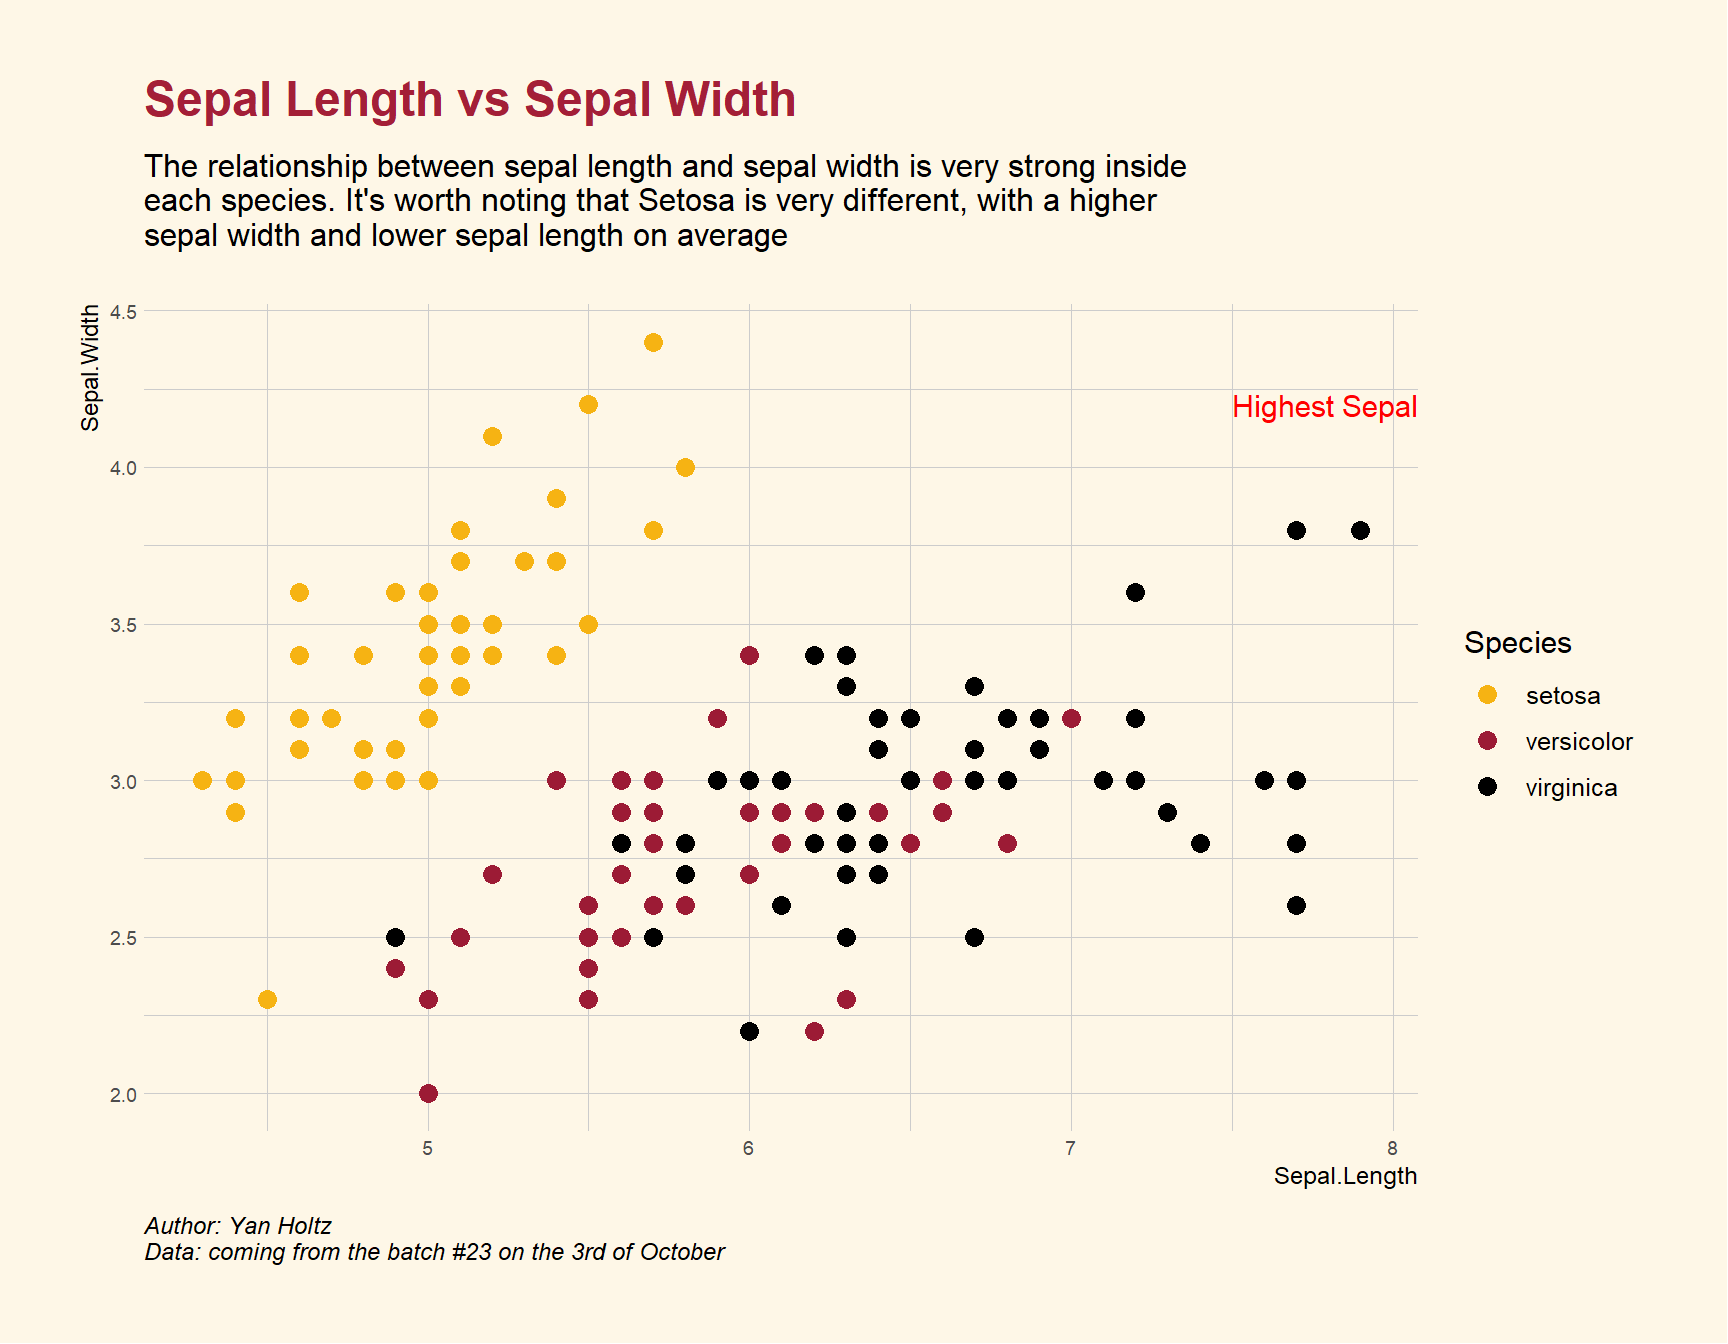 Sepal Length vs Sepal Width
The relationship between sepal length and sepal width is very strong inside
each species. It's worth noting that Setosa is very different, with a higher
sepal width and lower sepal length on average
Sepal.Width
4.5
4.0
3.5
3.0
2.5
2.0
Highest Sepal
Species
setosa
versicolor
virginica
5 6 7 8
Sepal.Length
Author: Yan Holtz
Data: coming from the batch #23 on the 3rd of October